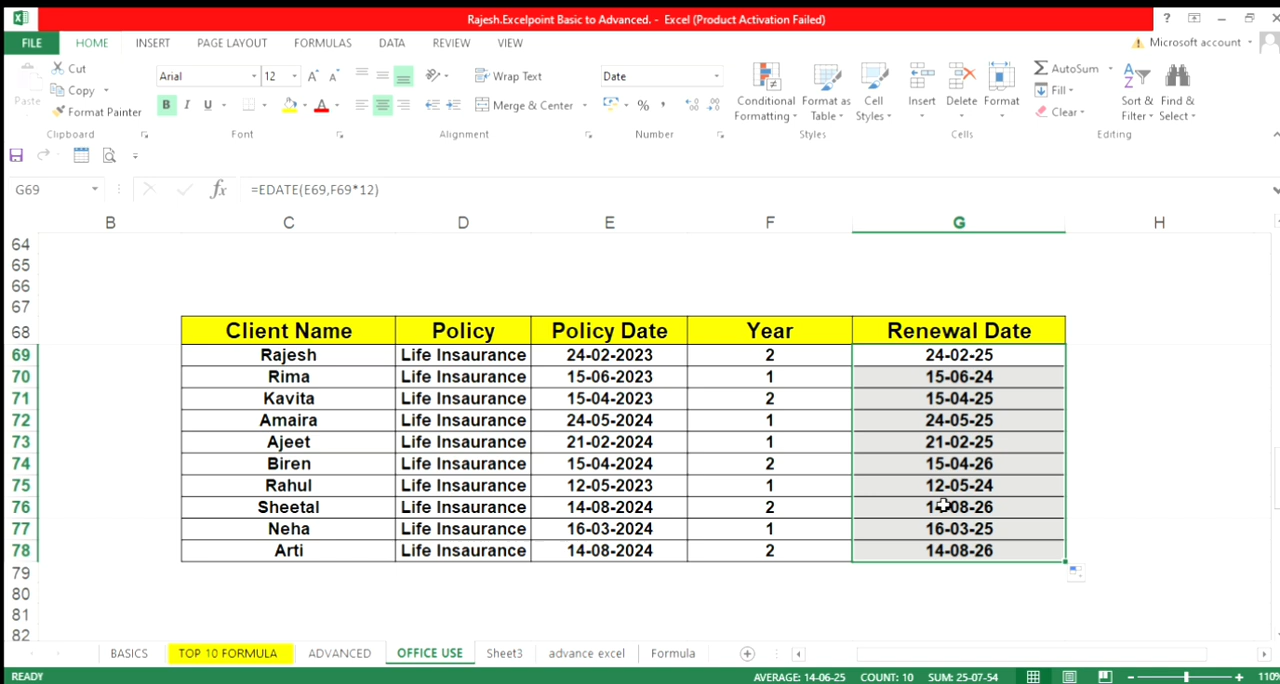 Rajesh.Excelpoint Basic to Advanced. - Excel (Product Activation Failed) ?
FILE HOME INSERT PAGE LAYOUT FORMULAS DATA REVIEW VIEW Microsoft account
Paste Cut Copy Format Painter
Arial 12 B I U
Wrap Text Merge & Center
Date % ,
Conditional Formatting Format as Table Cell Styles
Insert Delete Format
AutoSum Fill Clear Sort & Filter Find & Select
Clipboard Font Alignment Number Styles Cells Editing
G69 fx =EDATE(E69,F69*12)
B C D E F G H
64
65
66
67
68 Client Name Policy Policy Date Year Renewal Date
69 Rajesh Life Insaurance 24-02-2023 2 24-02-25
70 Rima Life Insaurance 15-06-2023 1 15-06-24
71 Kavita Life Insaurance 15-04-2023 2 15-04-25
72 Amaira Life Insaurance 24-05-2024 1 24-05-25
73 Ajeet Life Insaurance 21-02-2024 1 21-02-25
74 Biren Life Insaurance 15-04-2024 2 15-04-26
75 Rahul Life Insaurance 12-05-2023 1 12-05-24
76 Sheetal Life Insaurance 14-08-2024 2
77 Neha Life Insaurance 16-03-2024 1 16-03-25
78 Arti Life Insaurance 14-08-2024 2 14-08-26
79
80
81
82
BASICS TOP 10 FORMULA ADVANCED OFFICE USE Sheet3 advance excel Formula
READY AVERAGE: 14-06-25 COUNT: 10 SUM: 25-07-54